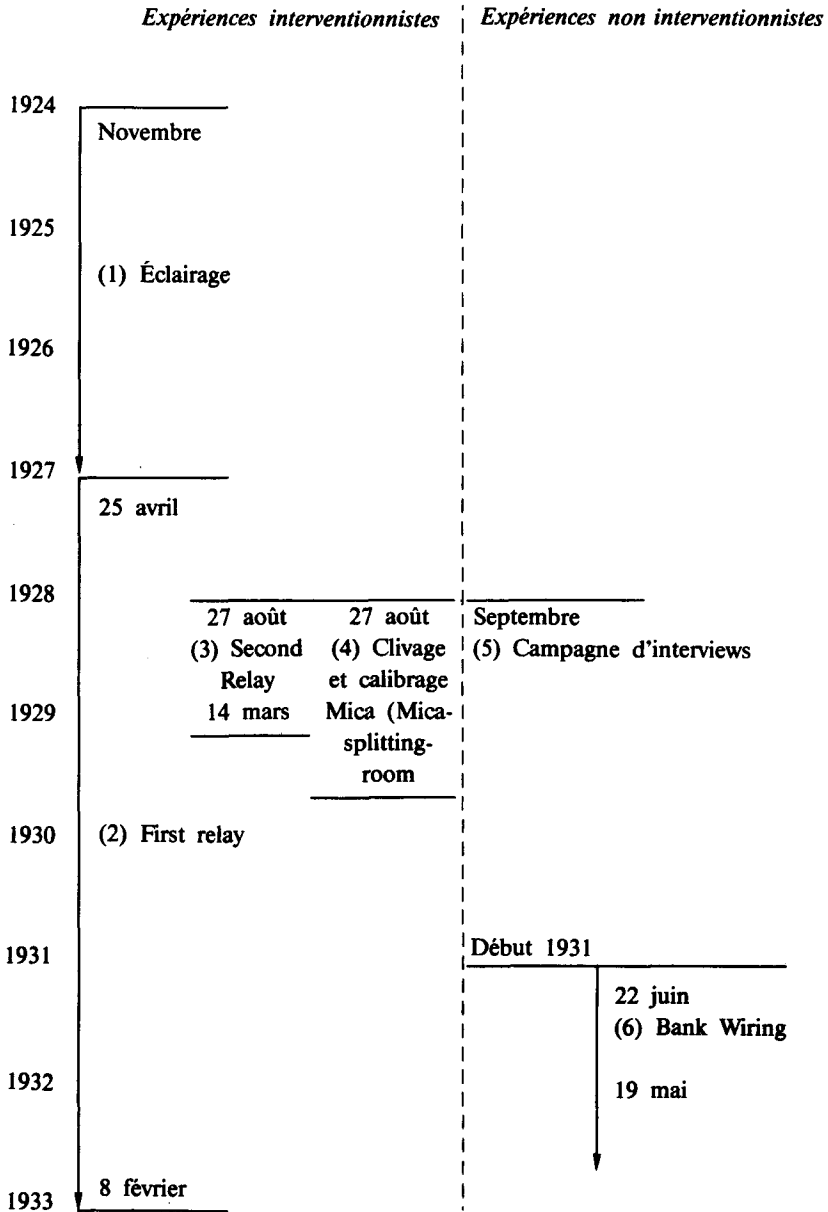 Expériences interventionnistes
Expériences non interventionnistes
1924
Novembre
1925
(1) Éclairage
1926
1927
25 avril
1928
27 août
(3) Second
Relay
14 mars
27 août
(4) Clivage
et calibrage
Mica (Mica-
splitting-
room
Septembre
(5) Campagne d'interviews
1929
1930
(2) First relay
1931
Début 1931
22 juin
(6) Bank Wiring
1932
19 mai
8 février
1933